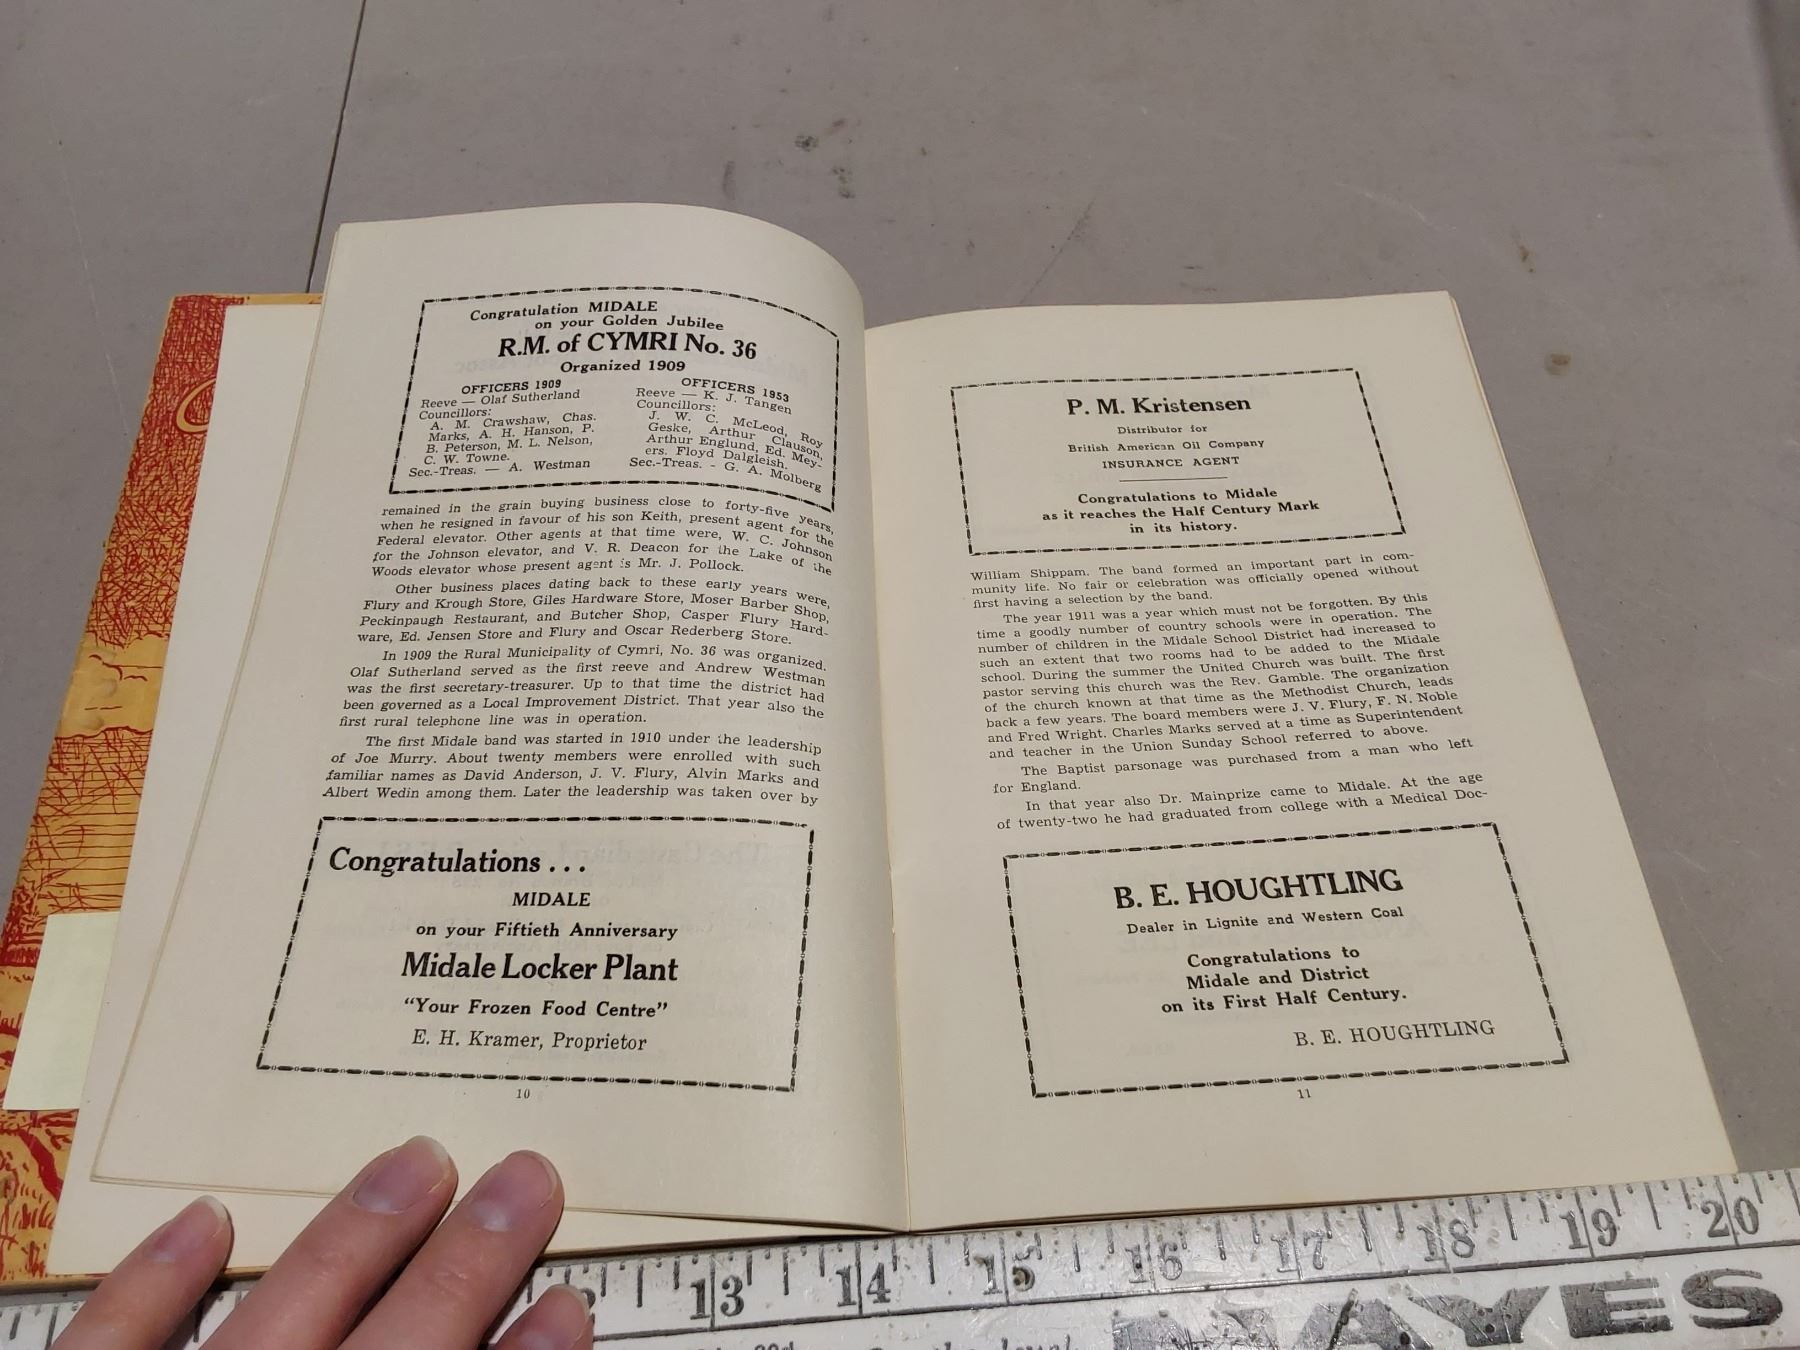 Congratulation MIDALE
on your Golden Jubilee
R.M. of CYMRI No. 36
Organized 1909
OFFICERS 1909
Reeve — Olaf Sutherland
Councillors:
A. M. Crawshaw, Chas.
Marks, A. H. Hanson, P.
B. Peterson, M. L. Nelson,
C. W. Towne.
Sec.-Treas. — A. Westman
OFFICERS 1953
Reeve — K. J. Tangen
Councillors:
J. W. C. McLeod, Roy
Geske, Arthur Clauson,
Arthur Englund, Ed. Mey-
ers. Floyd Dalgleish.
Sec.-Treas. - G. A. Molberg
remained in the grain buying business close to forty-five years,
when he resigned in favour of his son Keith, present agent for the
Federal elevator. Other agents at that time were, W. C. Johnson
for the Johnson elevator, and V. R. Deacon for the Lake of the
Woods elevator whose present agent is Mr. J. Pollock.
Other business places dating back to these early years were,
Flury and Krough Store, Giles Hardware Store, Moser Barber Shop,
Peckinpaugh Restaurant, and Butcher Shop, Casper Flury Hard-
ware, Ed. Jensen Store and Flury and Oscar Rederberg Store.
In 1909 the Rural Municipality of Cymri, No. 36 was organized.
Olaf Sutherland served as the first reeve and Andrew Westman
was the first secretary-treasurer. Up to that time the district had
been governed as a Local Improvement District. That year also the
first rural telephone line was in operation.
The first Midale band was started in 1910 under the leadership
of Joe Murry. About twenty members were enrolled with such
familiar names as David Anderson, J. V. Flury, Alvin Marks and
Albert Wedin among them. Later the leadership was taken over by
Congratulations . . .
MIDALE
on your Fiftieth Anniversary
Midale Locker Plant
"Your Frozen Food Centre"
E. H. Kramer, Proprietor
10
P. M. Kristensen
Distributor for
British American Oil Company
INSURANCE AGENT
Congratulations to Midale
as it reaches the Half Century Mark
in its history.
William Shippam. The band formed an important part in com-
munity life. No fair or celebration was officially opened without
first having a selection by the band.
The year 1911 was a year which must not be forgotten. By this
time a goodly number of country schools were in operation. The
number of children in the Midale School District had increased to
such an extent that two rooms had to be added to the Midale
school. During the summer the United Church was built. The first
pastor serving this church was the Rev. Gamble. The organization
of the church known at that time as the Methodist Church, leads
back a few years. The board members were J. V. Flury, F. N. Noble
and Fred Wright. Charles Marks served at a time as Superintendent
and teacher in the Union Sunday School referred to above.
The Baptist parsonage was purchased from a man who left
for England.
In that year also Dr. Mainprize came to Midale. At the age
of twenty-two he had graduated from college with a Medical Doc-
B. E. HOUGHTLING
Dealer in Lignite and Western Coal
Congratulations to
Midale and District
on its First Half Century.
B. E. HOUGHTLING
11
13 14 15 16 17 18 19 20
HAYES